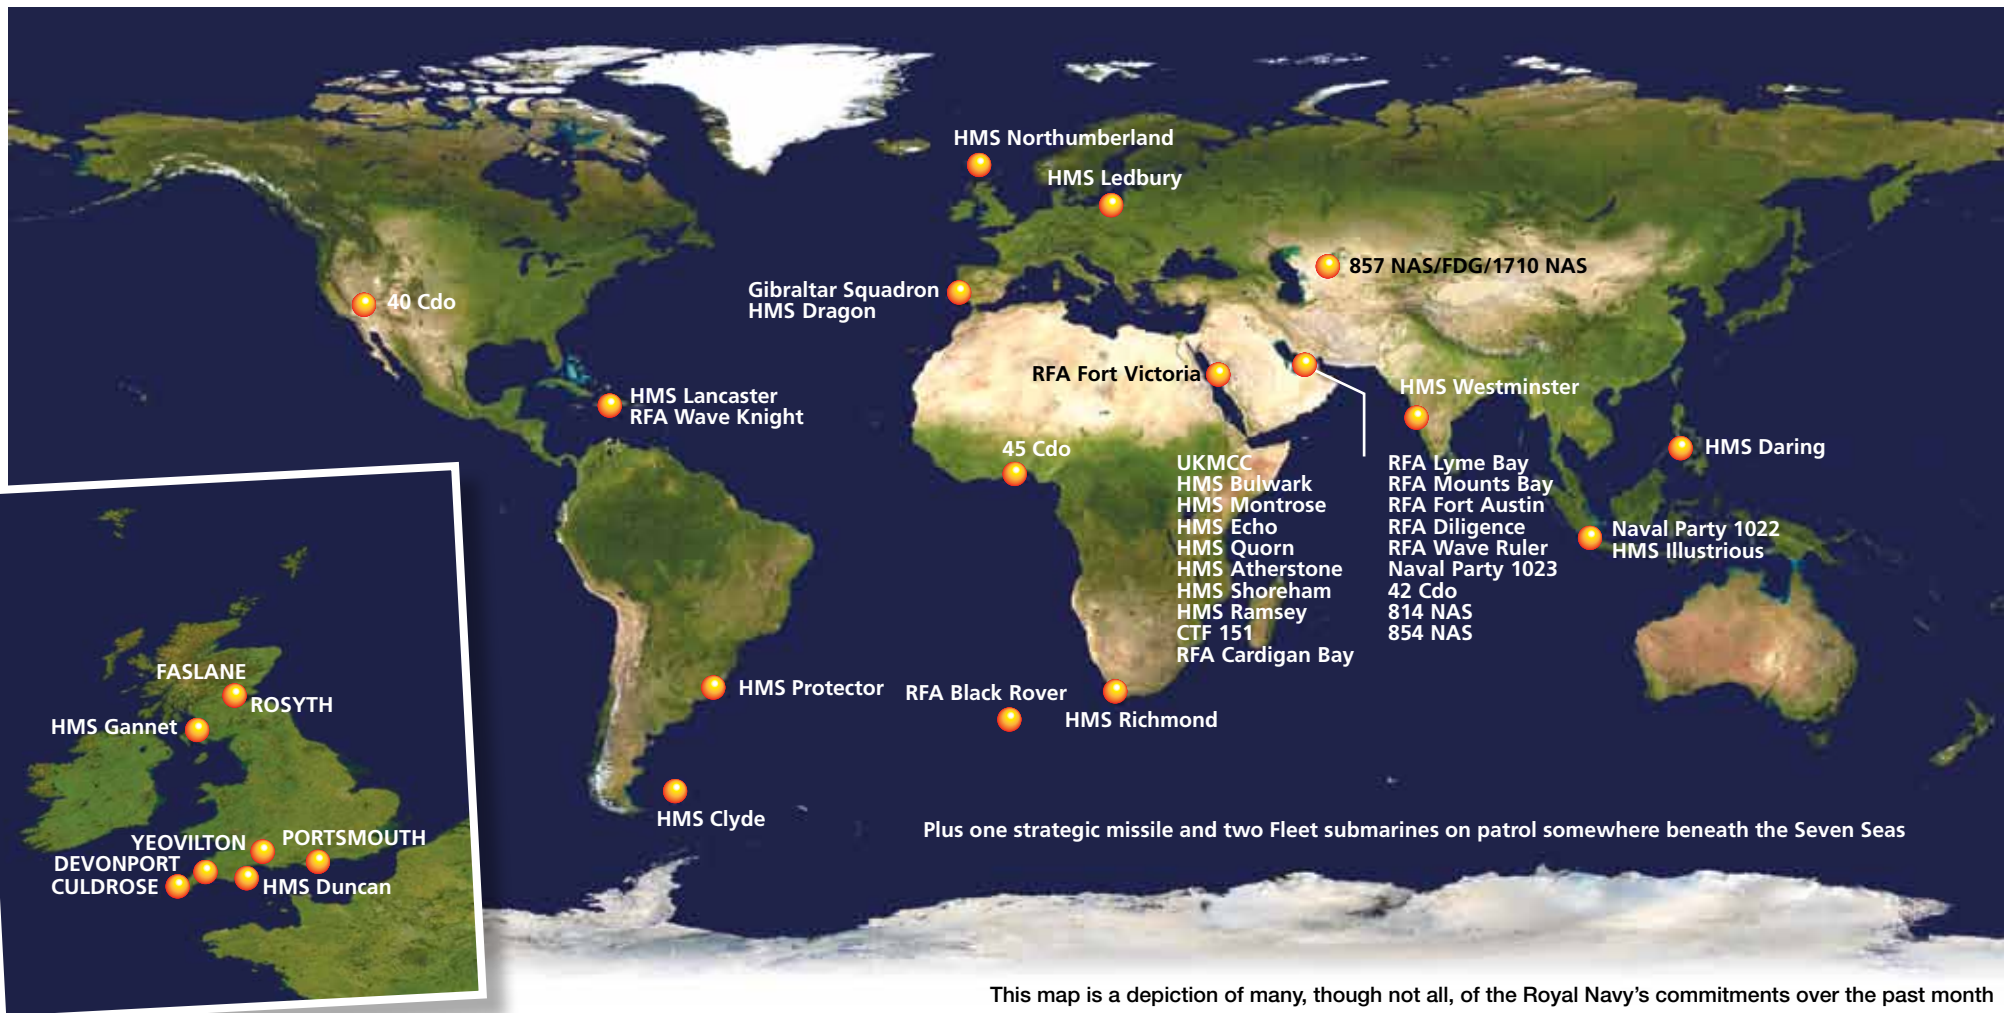 HMS Northumberland
HMS Ledbury
857 NAS/FDG/1710 NAS
Gibraltar Squadron
HMS Dragon
40 Cdo
RFA Fort Victoria
HMS Westminster
HMS Lancaster
RFA Wave Knight
45 Cdo
HMS Daring
UKMCC
HMS Bulwark
HMS Montrose
HMS Echo
HMS Quorn
HMS Atherstone
HMS Shoreham
HMS Ramsey
CTF 151
RFA Cardigan Bay
RFA Lyme Bay
RFA Mounts Bay
RFA Fort Austin
RFA Diligence
RFA Wave Ruler
Naval Party 1023
42 Cdo
814 NAS
854 NAS
Naval Party 1022
HMS Illustrious
HMS Protector
RFA Black Rover
HMS Richmond
HMS Clyde
FASLANE
ROSYTH
HMS Gannet
YEOVILTON
PORTSMOUTH
DEVONPORT
CULDROSE
HMS Duncan
Plus one strategic missile and two Fleet submarines on patrol somewhere beneath the Seven Seas
This map is a depiction of many, though not all, of the Royal Navy's commitments over the past month